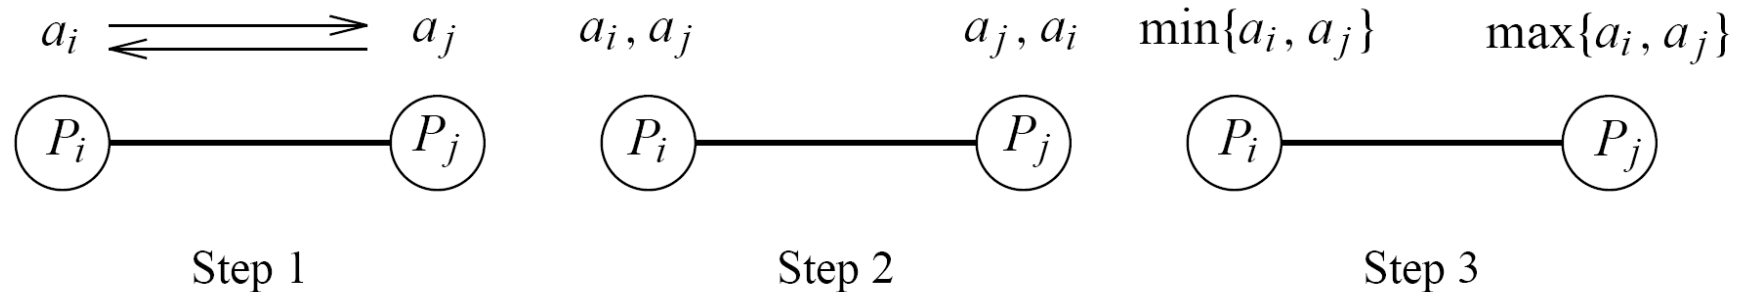 a_i a_j a_i, a_j a_j, a_i min{a_i, a_j} max{a_i, a_j}
P_i P_j P_i P_j P_i P_j
Step 1 Step 2 Step 3